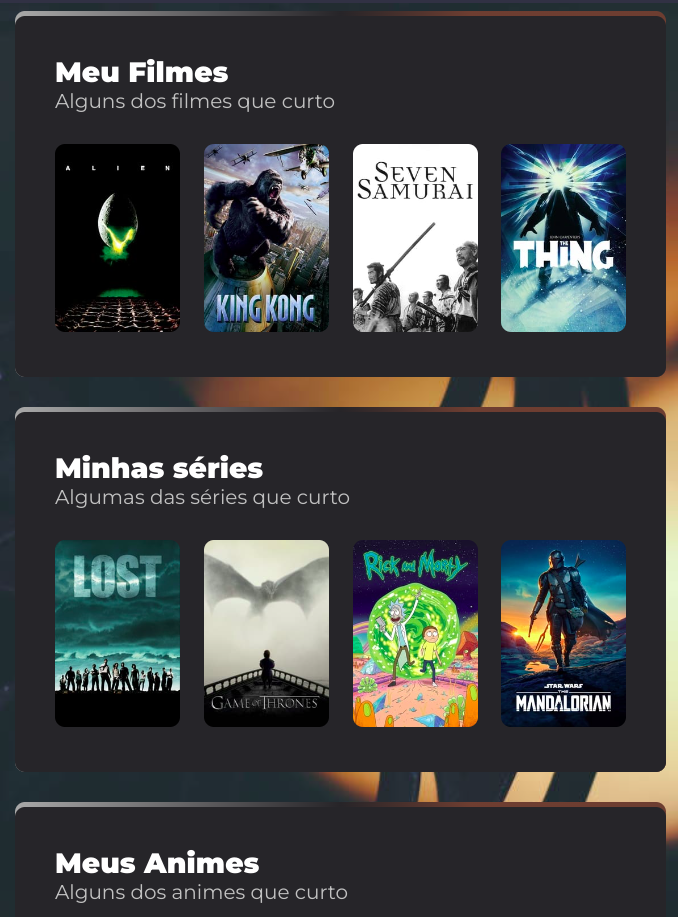 Meu Filmes
Alguns dos filmes que curto
ALIEN
KING KONG
SEVEN
SAMURAI
JOHN CARPENTER'S
THE
THING
Minhas séries
Algumas das séries que curto
LOST
GAME OF THRONES
Rick and Morty
STAR WARS
THE
MANDALORIAN
Meus Animes
Alguns dos animes que curto